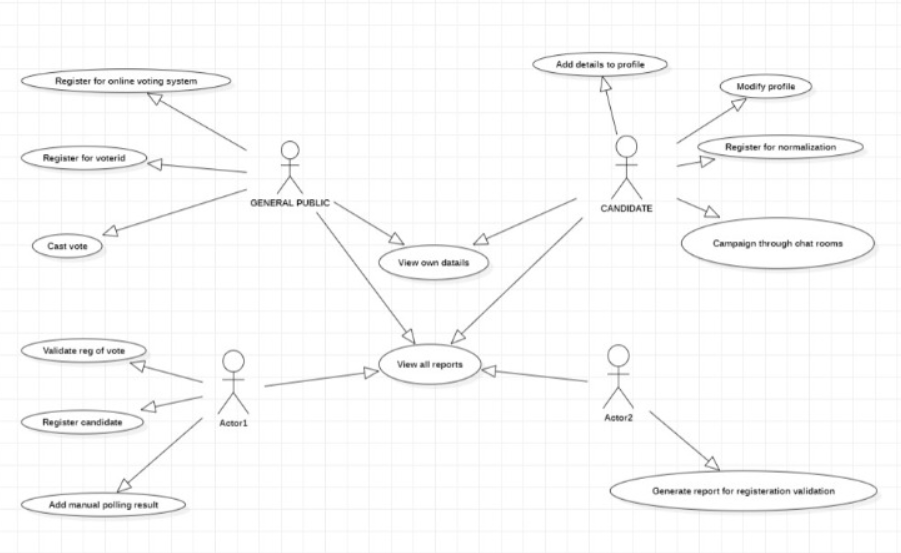 Add details to profile
Register for online voting system
Modify profile
Register for normalization
Register for voterid
GENERAL PUBLIC
CANDIDATE
Cast vote
Campaign through chat rooms
View own datails
Validate reg of vote
View all reports
Register candidate
Actor1
Actor2
Generate report for registeration validation
Add manual polling result